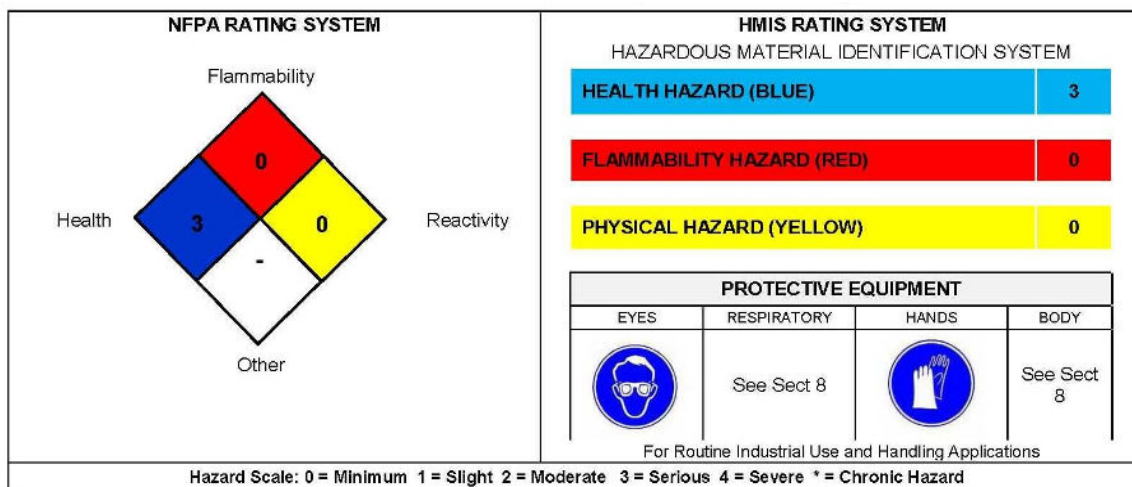 NFPA RATING SYSTEM
Flammability
0
Health
3
0
Reactivity
-
Other
HMIS RATING SYSTEM
HAZARDOUS MATERIAL IDENTIFICATION SYSTEM
HEALTH HAZARD (BLUE) 3
FLAMMABILITY HAZARD (RED) 0
PHYSICAL HAZARD (YELLOW) 0
PROTECTIVE EQUIPMENT
EYES RESPIRATORY HANDS BODY
See Sect 8
See Sect
8
For Routine Industrial Use and Handling Applications
Hazard Scale: 0 = Minimum 1 = Slight 2 = Moderate 3 = Serious 4 = Severe * = Chronic Hazard